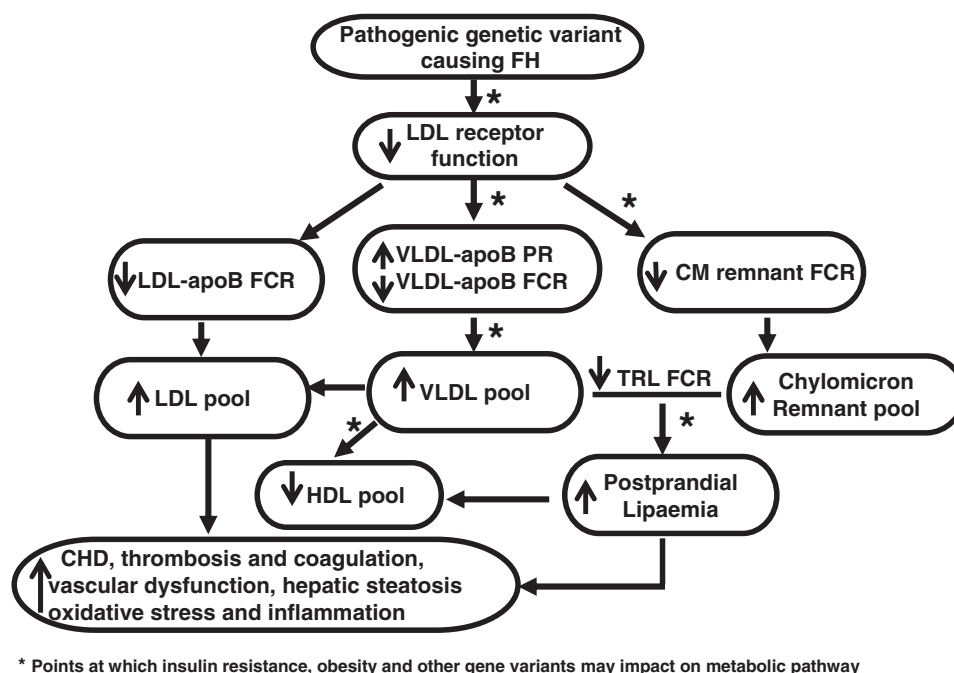 Pathogenic genetic variant
causing FH
*
↓ LDL receptor
function
*
*
↓ LDL-apoB FCR
↑ VLDL-apoB PR
↓ VLDL-apoB FCR
↓ CM remnant FCR
*
↑ LDL pool
↑ VLDL pool
↓ TRL FCR
↑ Chylomicron
Remnant pool
*
*
↓ HDL pool
↑ Postprandial
Lipaemia
↑ CHD, thrombosis and coagulation,
vascular dysfunction, hepatic steatosis
oxidative stress and inflammation
* Points at which insulin resistance, obesity and other gene variants may impact on metabolic pathway